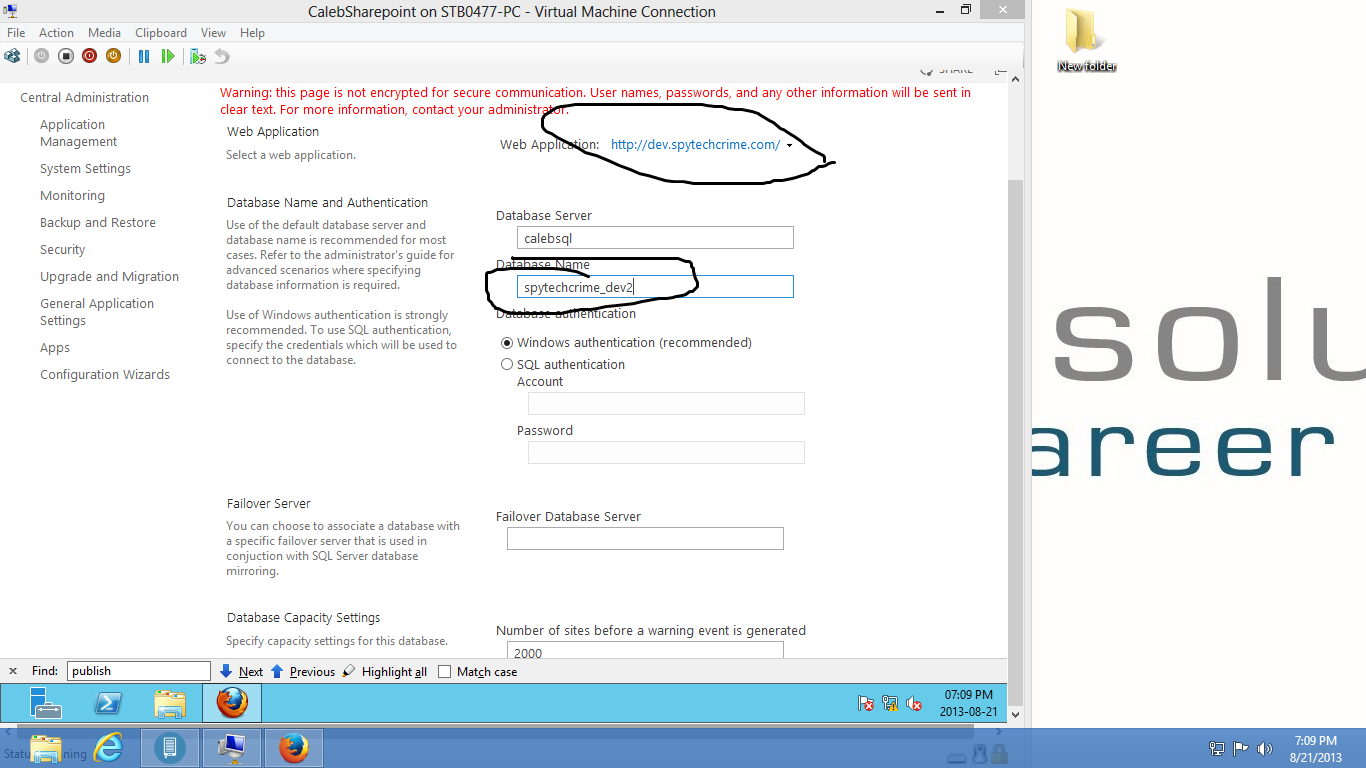 CalebSharepoint on STB0477-PC - Virtual Machine Connection
File Action Media Clipboard View Help
New folder
SHARE
Central Administration
Application
Management
System Settings
Monitoring
Backup and Restore
Security
Upgrade and Migration
General Application
Settings
Apps
Configuration Wizards
Warning: this page is not encrypted for secure communication. User names, passwords, and any other information will be sent in
clear text. For more information, contact your administrator.
Web Application
Select a web application.
Web Application: http://dev.spytechcrime.com/
Database Name and Authentication
Use of the default database server and
database name is recommended for most
cases. Refer to the administrator's guide for
advanced scenarios where specifying
database information is required.
Use of Windows authentication is strongly
recommended. To use SQL authentication,
specify the credentials which will be used to
connect to the database.
Database Server
calebsql
Database Name
spytechcrime_dev2
Database authentication
Windows authentication (recommended)
SQL authentication
Account
Password
Failover Server
You can choose to associate a database with
a specific failover server that is used in
conjuction with SQL Server database
mirroring.
Failover Database Server
Database Capacity Settings
Specify capacity settings for this database.
Number of sites before a warning event is generated
2000
solu
areer
Find: publish Next Previous Highlight all Match case
07:09 PM
2013-08-21
7:09 PM
8/21/2013